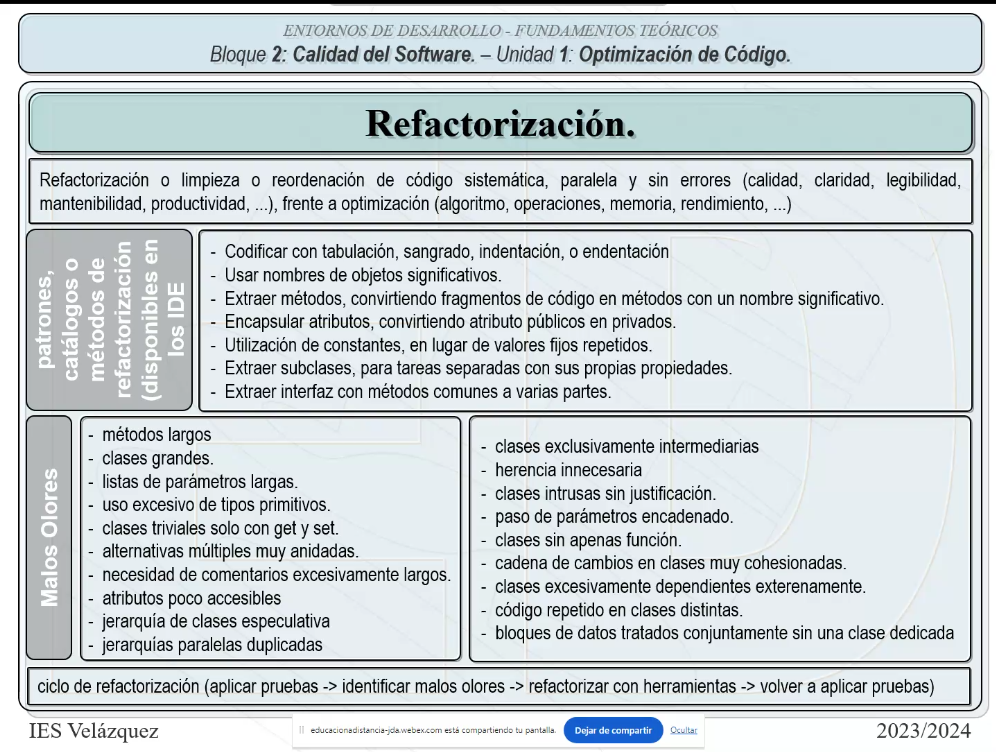 ENTORNOS DE DESARROLLO - FUNDAMENTOS TEÓRICOS
Bloque 2: Calidad del Software. – Unidad 1: Optimización de Código.
Refactorización.
Refactorización o limpieza o reordenación de código sistemática, paralela y sin errores (calidad, claridad, legibilidad,
mantenibilidad, productividad, ...), frente a optimización (algoritmo, operaciones, memoria, rendimiento, ...)
patrones,
catálogos o
métodos de
refactorización
(disponibles en
los IDE
- Codificar con tabulación, sangrado, indentación, o endentación
- Usar nombres de objetos significativos.
- Extraer métodos, convirtiendo fragmentos de código en métodos con un nombre significativo.
- Encapsular atributos, convirtiendo atributo públicos en privados.
- Utilización de constantes, en lugar de valores fijos repetidos.
- Extraer subclases, para tareas separadas con sus propias propiedades.
- Extraer interfaz con métodos comunes a varias partes.
Malos Olores
- métodos largos
- clases grandes.
- listas de parámetros largas.
- uso excesivo de tipos primitivos.
- clases triviales solo con get y set.
- alternativas múltiples muy anidadas.
- necesidad de comentarios excesivamente largos.
- atributos poco accesibles
- jerarquía de clases especulativa
- jerarquías paralelas duplicadas
- clases exclusivamente intermediarias
- herencia innecesaria
- clases intrusas sin justificación.
- paso de parámetros encadenado.
- clases sin apenas función.
- cadena de cambios en clases muy cohesionadas.
- clases excesivamente dependientes exterenamente.
- código repetido en clases distintas.
- bloques de datos tratados conjuntamente sin una clase dedicada
ciclo de refactorización (aplicar pruebas -> identificar malos olores -> refactorizar con herramientas -> volver a aplicar pruebas)
IES Velázquez
educacionadistancia-jda.webex.com está compartiendo tu pantalla.
Dejar de compartir
Ocultar
2023/2024